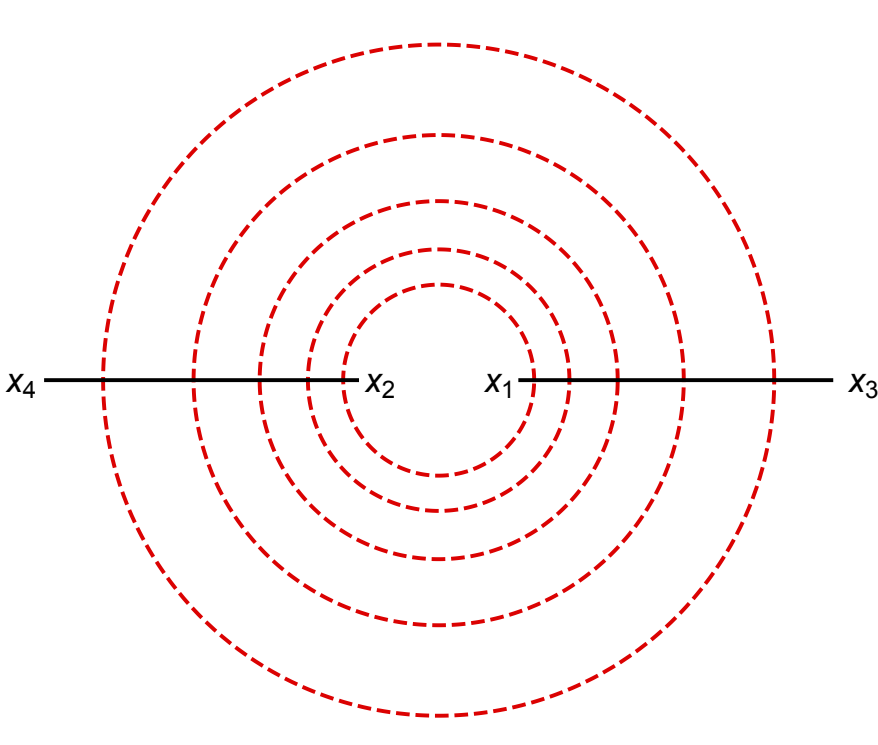 x₄ x₂ x₁ x₃